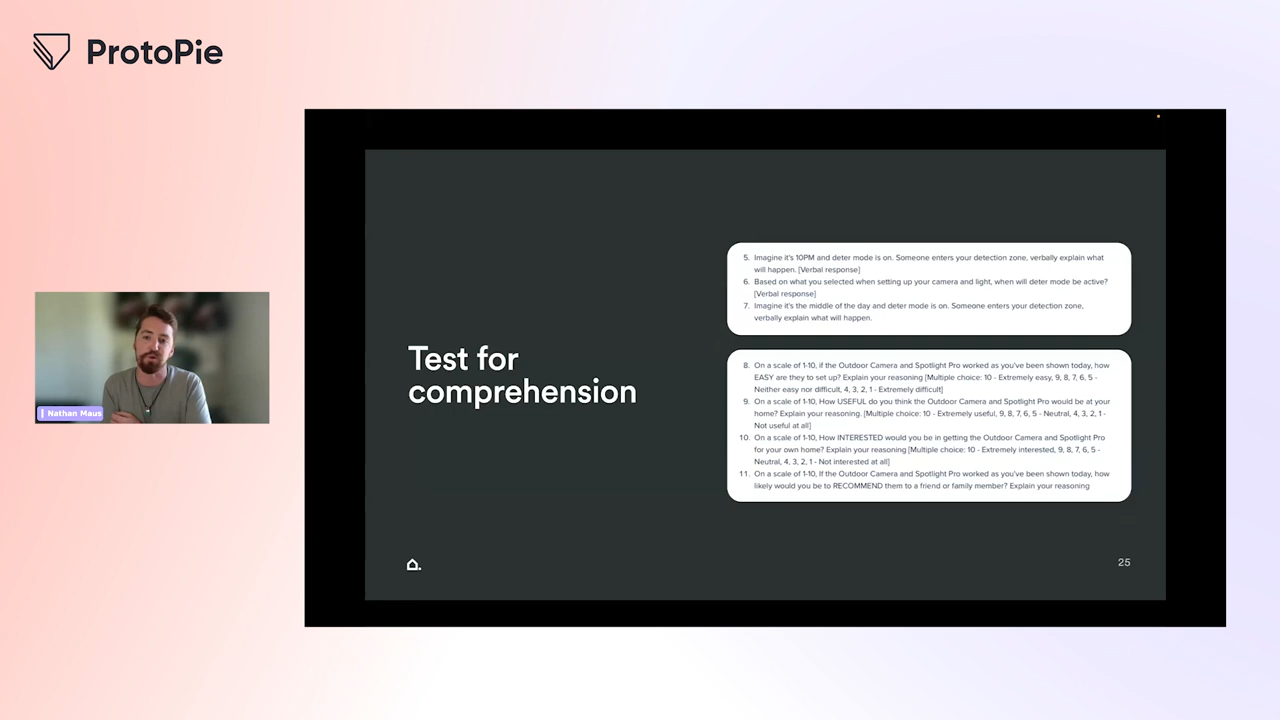 ProtoPie
Nathan Maus
Test for
comprehension
5. Imagine it's 10PM and deter mode is on. Someone enters your detection zone, verbally explain what
will happen. [Verbal response]
6. Based on what you selected when setting up your camera and light, when will deter mode be active?
[Verbal response]
7. Imagine it's the middle of the day and deter mode is on. Someone enters your detection zone,
verbally explain what will happen.
8. On a scale of 1-10, if the Outdoor Camera and Spotlight Pro worked as you've been shown today, how
EASY are they to set up? Explain your reasoning [Multiple choice: 10 - Extremely easy, 9, 8, 7, 6, 5 -
Neither easy nor difficult, 4, 3, 2, 1 - Extremely difficult]
9. On a scale of 1-10, How USEFUL do you think the Outdoor Camera and Spotlight Pro would be at your
home? Explain your reasoning. [Multiple choice: 10 - Extremely useful, 9, 8, 7, 6, 5 - Neutral, 4, 3, 2, 1 -
Not useful at all]
10. On a scale of 1-10, How INTERESTED would you be in getting the Outdoor Camera and Spotlight Pro
for your own home? Explain your reasoning [Multiple choice: 10 - Extremely interested, 9, 8, 7, 6, 5 -
Neutral, 4, 3, 2, 1 - Not interested at all]
11. On a scale of 1-10, If the Outdoor Camera and Spotlight Pro worked as you've been shown today, how
likely would you be to RECOMMEND them to a friend or family member? Explain your reasoning
25